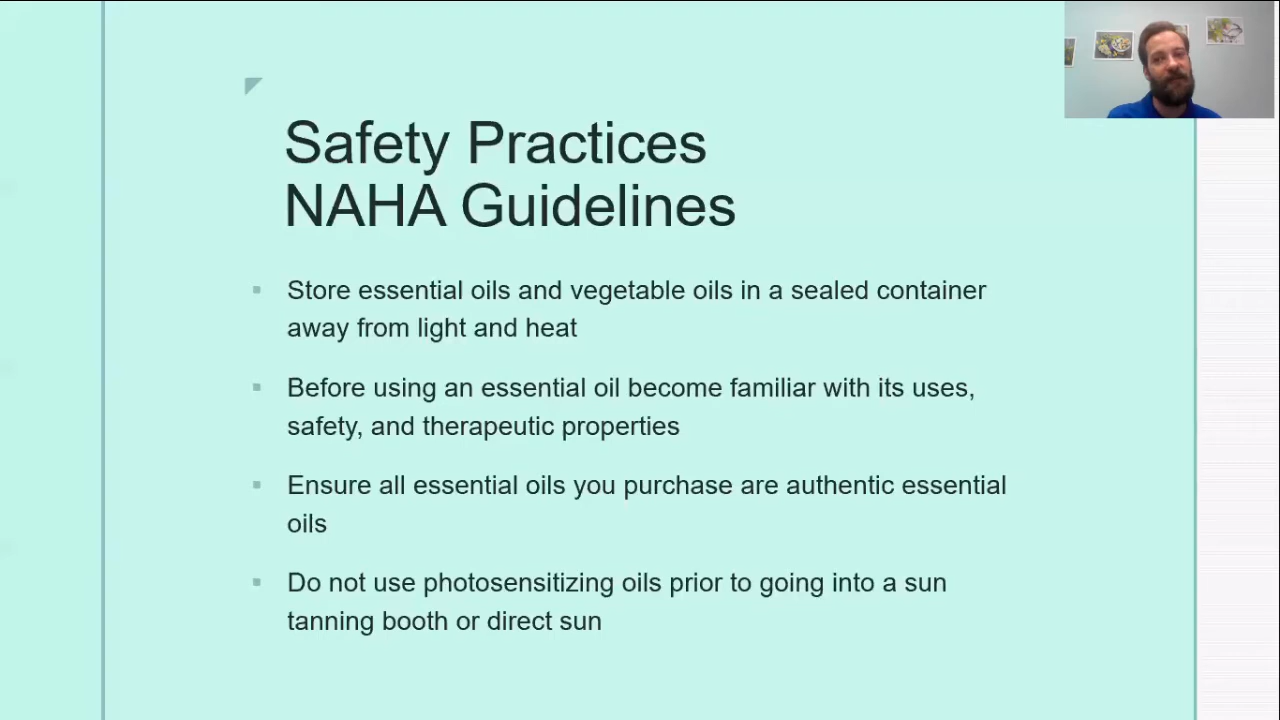 Safety Practices
NAHA Guidelines
Store essential oils and vegetable oils in a sealed container
away from light and heat
Before using an essential oil become familiar with its uses,
safety, and therapeutic properties
Ensure all essential oils you purchase are authentic essential
oils
Do not use photosensitizing oils prior to going into a sun
tanning booth or direct sun